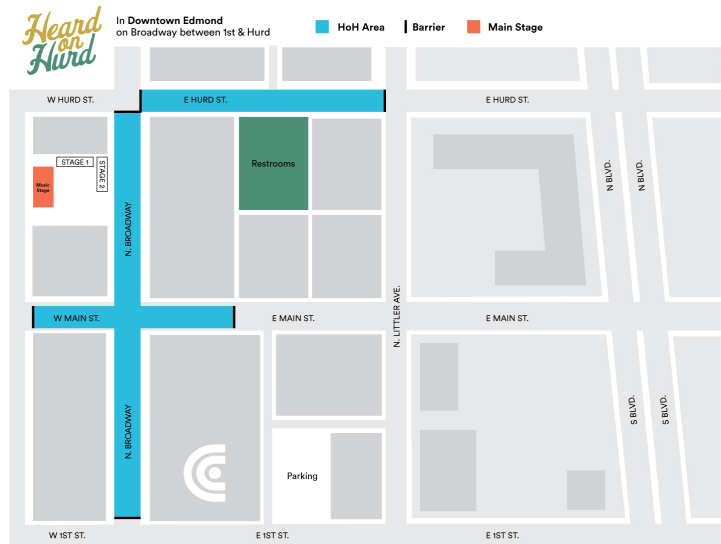 Heard
on
Hurd
In Downtown Edmond
on Broadway between 1st & Hurd
HoH Area
Barrier
Main Stage
W HURD ST.
E HURD ST.
E HURD ST.
STAGE 1
STAGE 2
Music
Stage
Restrooms
N. BROADWAY
N BLVD.
N BLVD.
N. LITTLER AVE.
W MAIN ST.
E MAIN ST.
E MAIN ST.
N. BROADWAY
S BLVD.
S BLVD.
Parking
W 1ST ST.
E 1ST ST.
E 1ST ST.